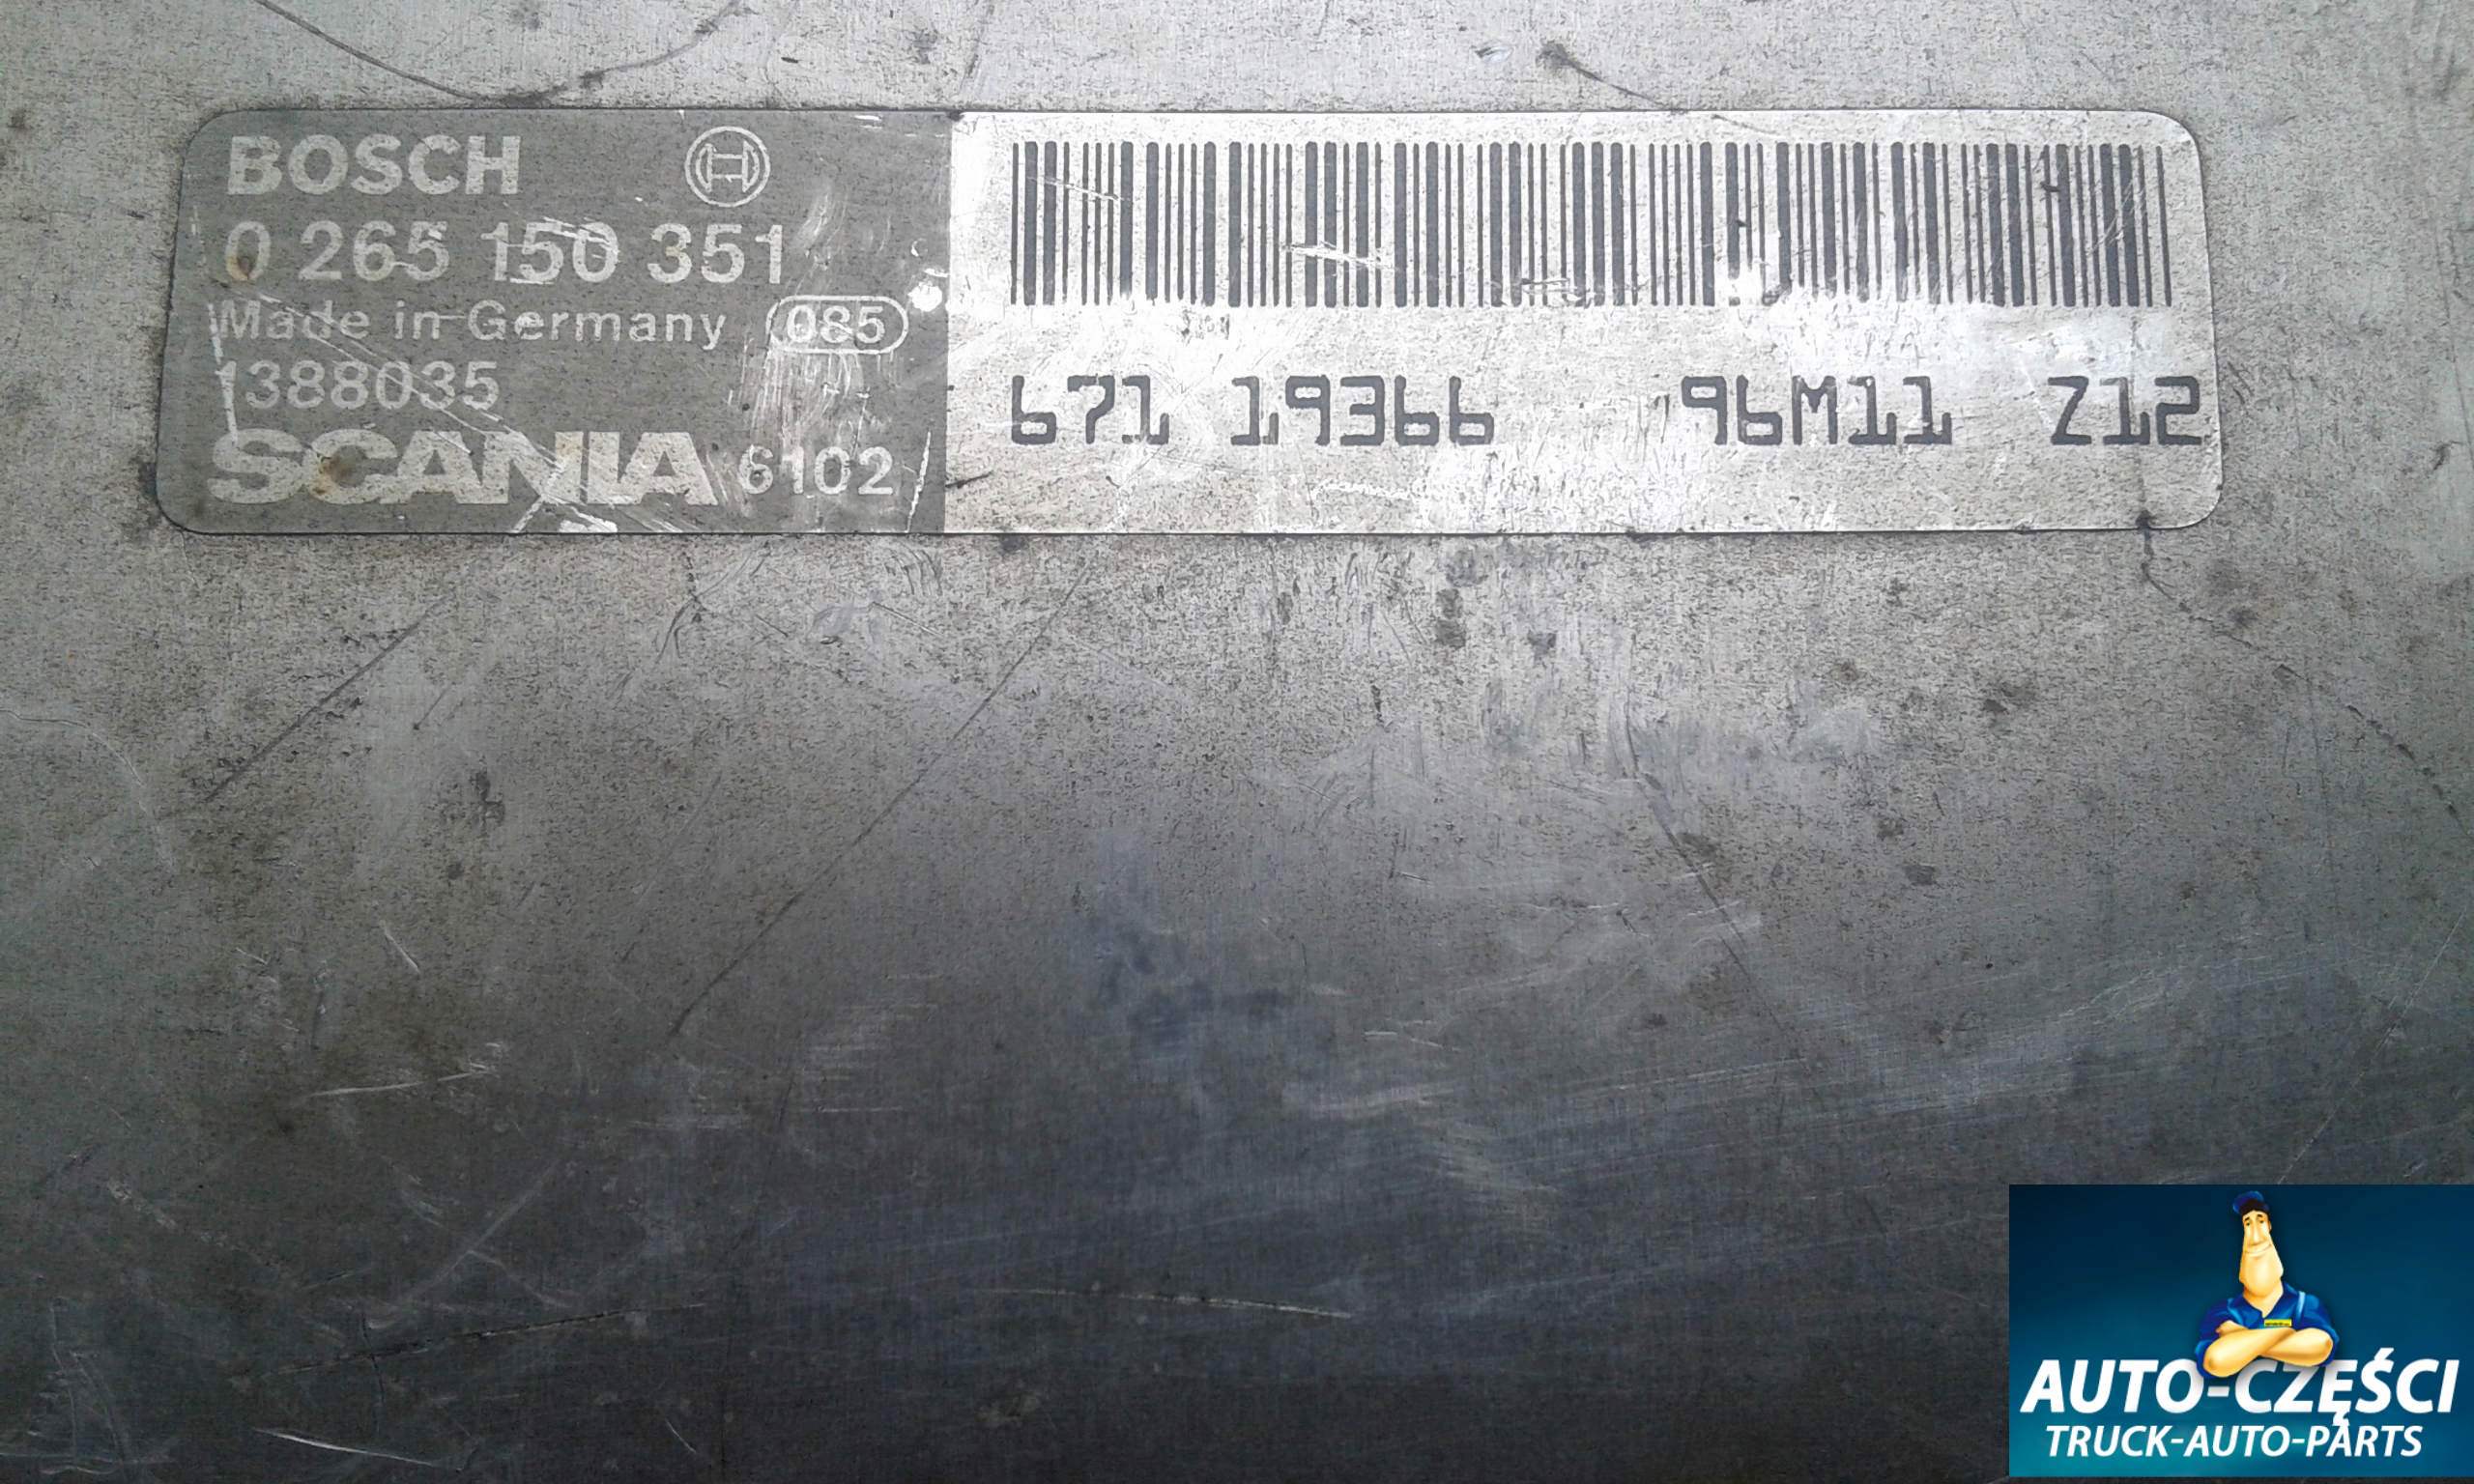 BOSCH
0 265 150 351
Made in Germany 085
1388035
SCANIA 6102
671 19366 96M11 Z12
AUTO-CZĘŚCI
TRUCK-AUTO-PARTS